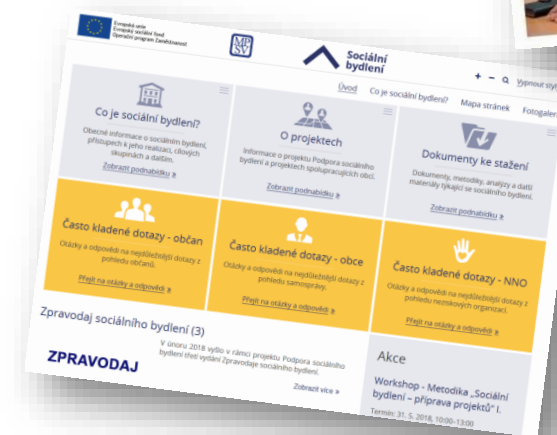 Evropská unie
Evropský sociální fond
Operační program Zaměstnanost
MP
SV
Sociální
bydlení
+ −
Vypnout
Úvod Co je sociální bydlení? Mapa stránek Fotogaler
Co je sociální bydlení?
Obecné informace o sociálním bydlení,
přístupech k jeho realizaci, cílových
skupinách a dalším.
Zobrazit podnabídku »
O projektech
Informace o projektu Podpora sociálního
bydlení a projektech spolupracujících obcí.
Zobrazit podnabídku »
Dokumenty ke stažení
Dokumenty, metodiky, analýzy a další
materiály týkající se sociálního bydlení.
Zobrazit podnabídku »
Často kladené dotazy - občan
Otázky a odpovědi na nejdůležitější dotazy z
pohledu občanů.
Přejít na otázky a odpovědi »
Často kladené dotazy - obce
Otázky a odpovědi na nejdůležitější dotazy z
pohledu samosprávy.
Přejít na otázky a odpovědi »
Často kladené dotazy - NNO
Otázky a odpovědi na nejdůležitější dotazy z
pohledu neziskových organizací.
Přejít na otázky a odpovědi »
Zpravodaj sociálního bydlení (3)
ZPRAVODAJ
V únoru 2018 vyšlo v rámci projektu Podpora sociálního
bydlení třetí vydání Zpravodaje sociálního bydlení.
Zobrazit více »
Akce
Workshop - Metodika „Sociální
bydlení – příprava projektů“ I.
Termín: 31. 5. 2018, 10:00-13:00